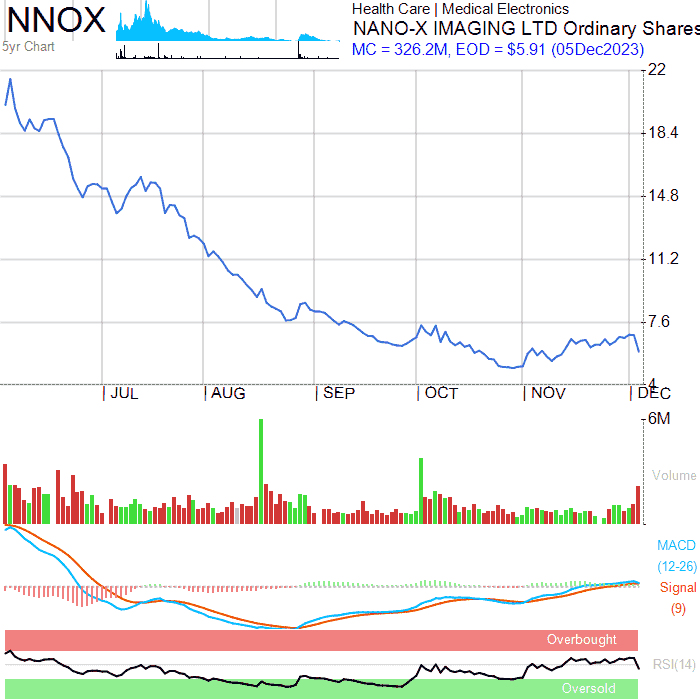 NNOX
5yr Chart
Health Care | Medical Electronics
NANO-X IMAGING LTD Ordinary Shares
MC = 326.2M, EOD = $5.91 (05Dec2023)
22
18.4
14.8
11.2
7.6
4
JUL
AUG
SEP
OCT
NOV
DEC
6M
Volume
MACD
(12-26)
Signal
(9)
Overbought
RSI(14)
Oversold